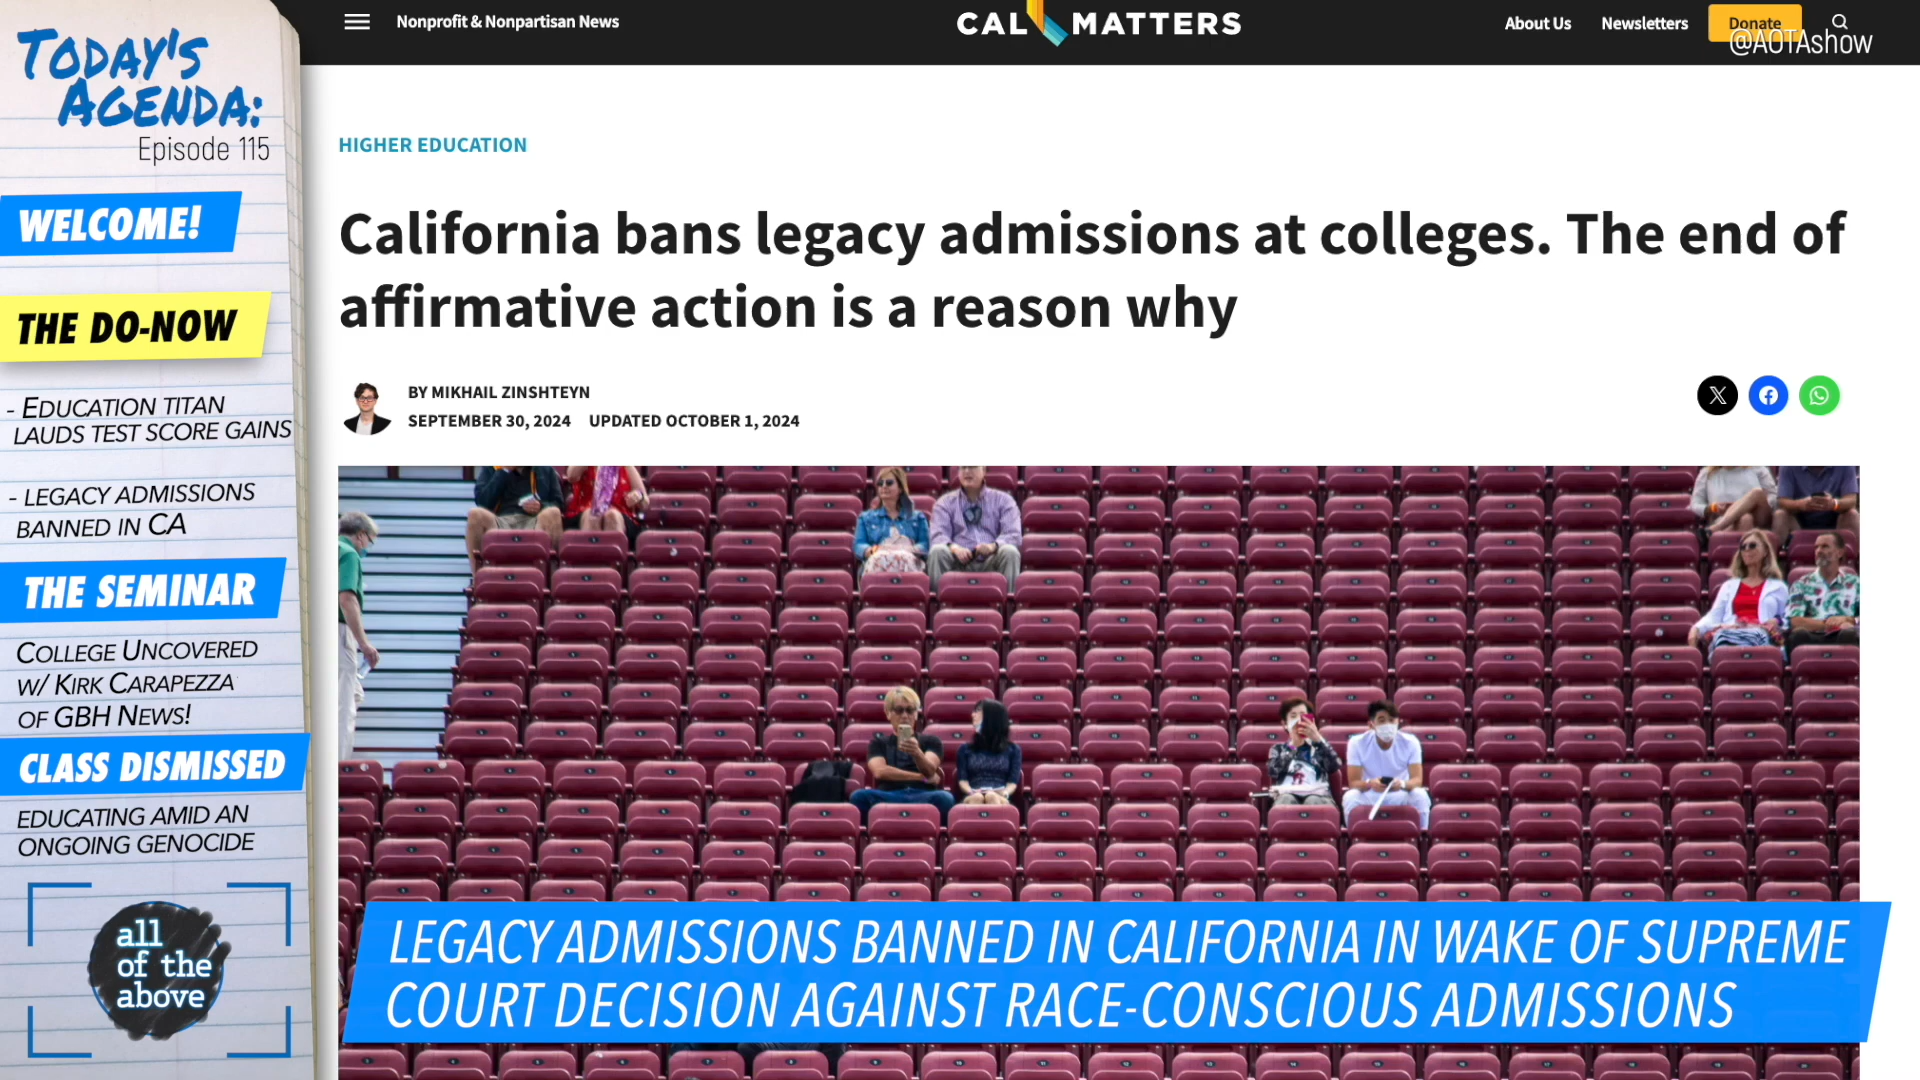 TODAY'S
AGENDA:
Episode 115
WELCOME!
THE DO-NOW
- EDUCATION TITAN
LAUDS TEST SCORE GAINS
- LEGACY ADMISSIONS
BANNED IN CA
THE SEMINAR
COLLEGE UNCOVERED
W/ KIRK CARAPEZZA
OF GBH NEWS!
CLASS DISMISSED
EDUCATING AMID AN
ONGOING GENOCIDE
all
of the
above
Nonprofit & Nonpartisan News
CAL MATTERS
About Us Newsletters Donate
@AOTAshow
HIGHER EDUCATION
California bans legacy admissions at colleges. The end of
affirmative action is a reason why
BY MIKHAIL ZINSHTEYN
SEPTEMBER 30, 2024 UPDATED OCTOBER 1, 2024
LEGACY ADMISSIONS BANNED IN CALIFORNIA IN WAKE OF SUPREME
COURT DECISION AGAINST RACE-CONSCIOUS ADMISSIONS